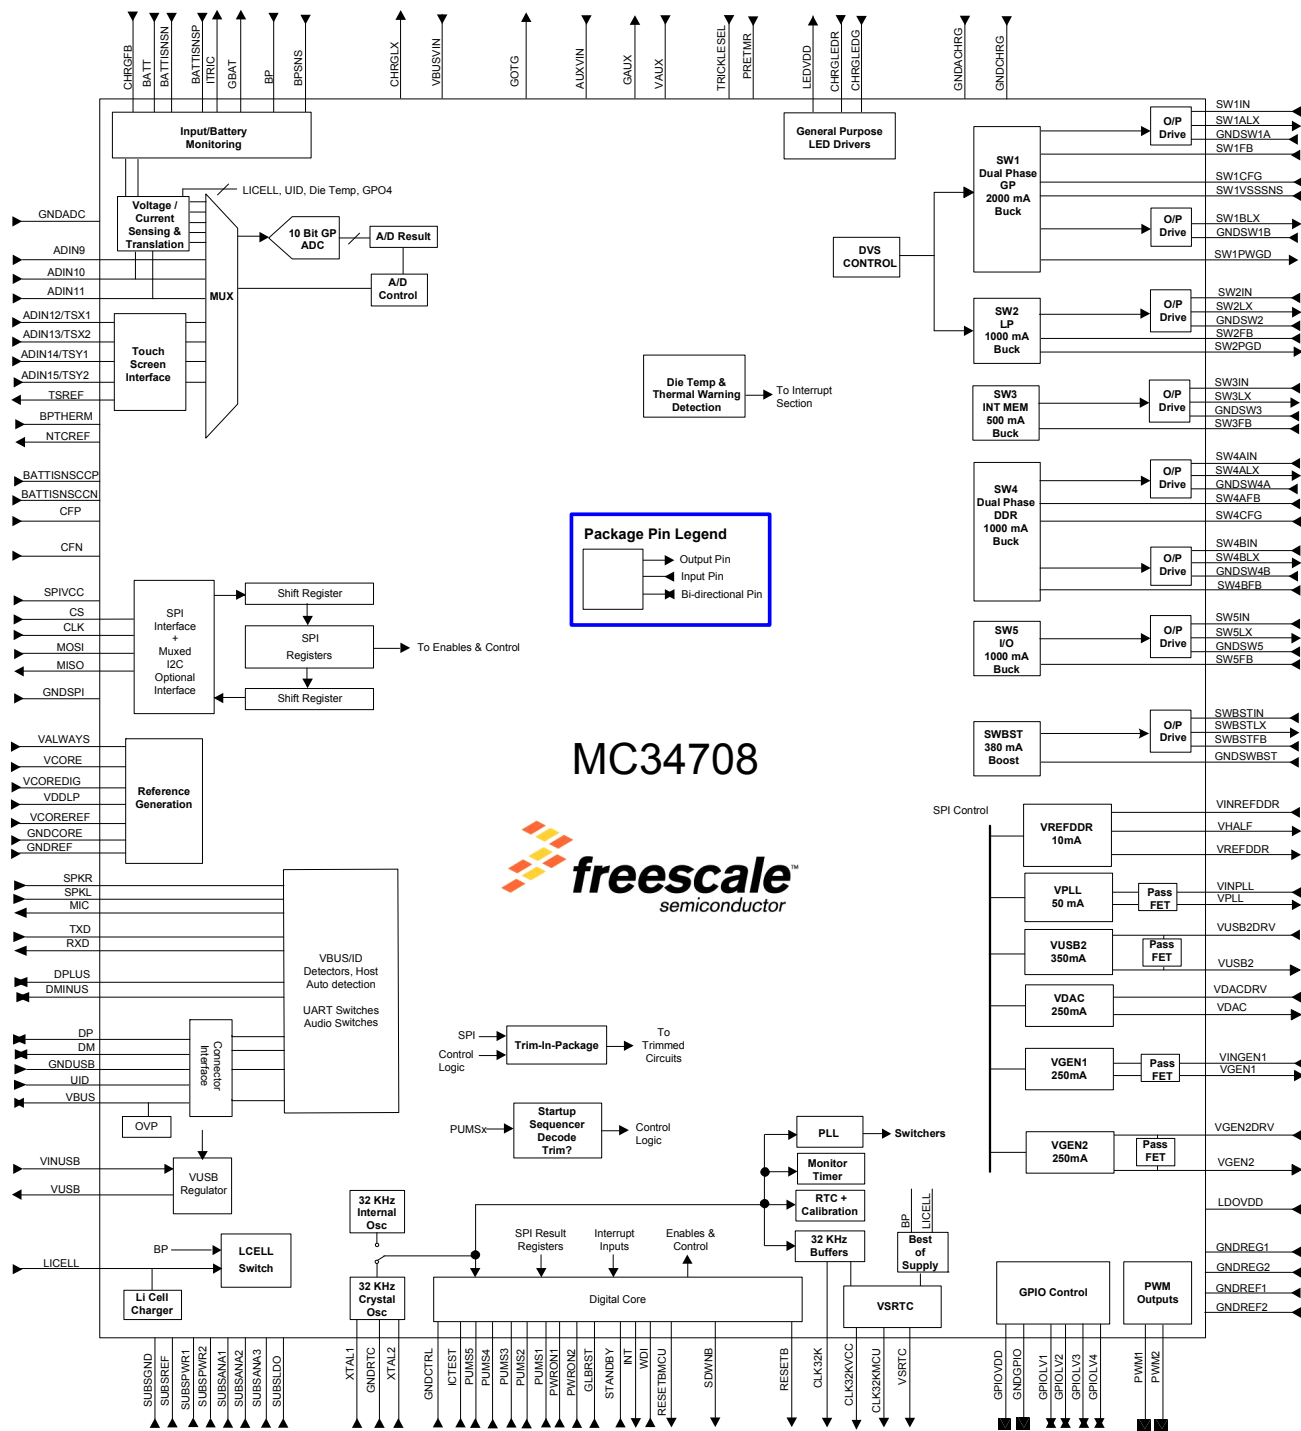 CHRGFB
BATT
BATTISNSN
BATTISNSP
ITRIC
GBAT
BP
BPSNS
CHRGLX
VBUSVIN
GOTG
AUXVIN
GAUX
VAUX
TRICKLESEL
PRETMR
LEDVDD
CHRGLEDR
CHRGLEDG
GNDACHRG
GNDCHRG
Input/Battery
Monitoring
General Purpose
LED Drivers
LICELL, UID, Die Temp, GPO4
Voltage /
Current
Sensing &
Translation
MUX
10 Bit GP
ADC
A/D Result
A/D
Control
Touch
Screen
Interface
GNDADC
ADIN9
ADIN10
ADIN11
ADIN12/TSX1
ADIN13/TSX2
ADIN14/TSY1
ADIN15/TSY2
TSREF
BPTHERM
NTCREF
BATTISNSCCP
BATTISNSCCN
CFP
CFN
SPIVCC
CS
CLK
MOSI
MISO
GNDSPI
SPI
Interface
+
Muxed
I2C
Optional
Interface
Shift Register
SPI
Registers
Shift Register
To Enables & Control
VALWAYS
VCORE
VCOREDIG
VDDLP
VCOREREF
GNDCORE
GNDREF
Reference
Generation
SPKR
SPKL
MIC
TXD
RXD
DPLUS
DMINUS
DP
DM
GNDUSB
UID
VBUS
OVP
Connector
Interface
VBUS/ID
Detectors, Host
Auto detection
UART Switches
Audio Switches
VINUSB
VUSB
VUSB
Regulator
LICELL
BP
LCELL
Switch
Li Cell
Charger
Die Temp &
Thermal Warning
Detection
To Interrupt
Section
Package Pin Legend
Output Pin
Input Pin
Bi-directional Pin
MC34708
freescale™
semiconductor
SPI
Control
Logic
Trim-In-Package
To
Trimmed
Circuits
PUMSx
Startup
Sequencer
Decode
Trim?
Control
Logic
DVS
CONTROL
SW1
Dual Phase
GP
2000 mA
Buck
O/P
Drive
O/P
Drive
SW1IN
SW1ALX
GNDSW1A
SW1FB
SW1CFG
SW1VSSSNS
SW1BLX
GNDSW1B
SW1PWGD
SW2
LP
1000 mA
Buck
O/P
Drive
SW2IN
SW2LX
GNDSW2
SW2FB
SW2PGD
SW3
INT MEM
500 mA
Buck
O/P
Drive
SW3IN
SW3LX
GNDSW3
SW3FB
SW4
Dual Phase
DDR
1000 mA
Buck
O/P
Drive
O/P
Drive
SW4AIN
SW4ALX
GNDSW4A
SW4AFB
SW4CFG
SW4BIN
SW4BLX
GNDSW4B
SW4BFB
SW5
I/O
1000 mA
Buck
O/P
Drive
SW5IN
SW5LX
GNDSW5
SW5FB
SWBST
380 mA
Boost
O/P
Drive
SWBSTIN
SWBSTLX
SWBSTFB
GNDSWBST
SPI Control
VREFDDR
10mA
VINREFDDR
VHALF
VREFDDR
VPLL
50 mA
Pass
FET
VINPLL
VPLL
VUSB2
350mA
Pass
FET
VUSB2DRV
VUSB2
VDAC
250mA
VDACDRV
VDAC
VGEN1
250mA
Pass
FET
VINGEN1
VGEN1
VGEN2
250mA
Pass
FET
VGEN2DRV
VGEN2
LDOVDD
GNDREG1
GNDREG2
GNDREF1
GNDREF2
32 KHz
Internal
Osc
32 KHz
Crystal
Osc
SPI Result
Registers
Interrupt
Inputs
Enables &
Control
Digital Core
PLL
Switchers
Monitor
Timer
RTC +
Calibration
32 KHz
Buffers
BP
LICELL
Best
of
Supply
VSRTC
GPIO Control
PWM
Outputs
SUBSGND
SUBSREF
SUBSPWR1
SUBSPWR2
SUBSANA1
SUBSANA2
SUBSANA3
SUBSLDO
XTAL1
GNDRTC
XTAL2
GNDCTRL
ICTEST
PUMS5
PUMS4
PUMS3
PUMS2
PUMS1
PWRON1
PWRON2
GLBRST
STANDBY
INT
WDI
RESETBMCU
SDWNB
RESETB
CLK32K
CLK32KVCC
CLK32KMCU
VSRTC
GPIOVDD
GNDGPIO
GPIOLV1
GPIOLV2
GPIOLV3
GPIOLV4
PWM1
PWM2